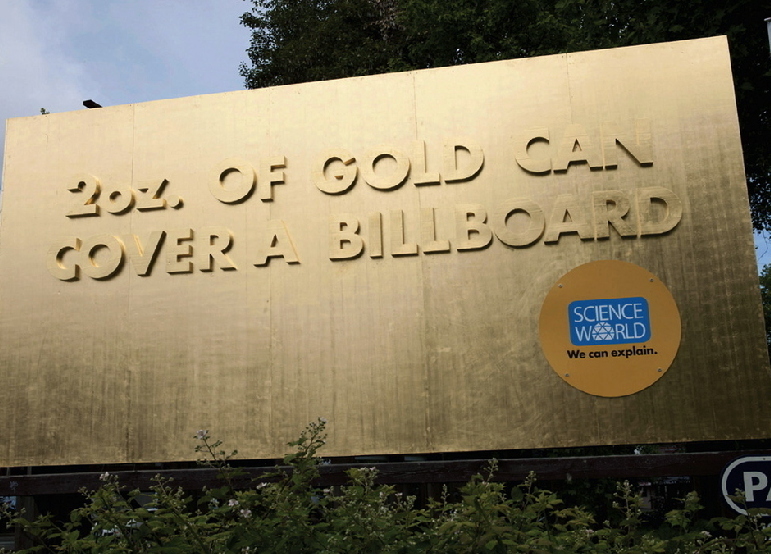 2oz. OF GOLD CAN
COVER A BILLBOARD
SCIENCE
WORLD
We can explain.